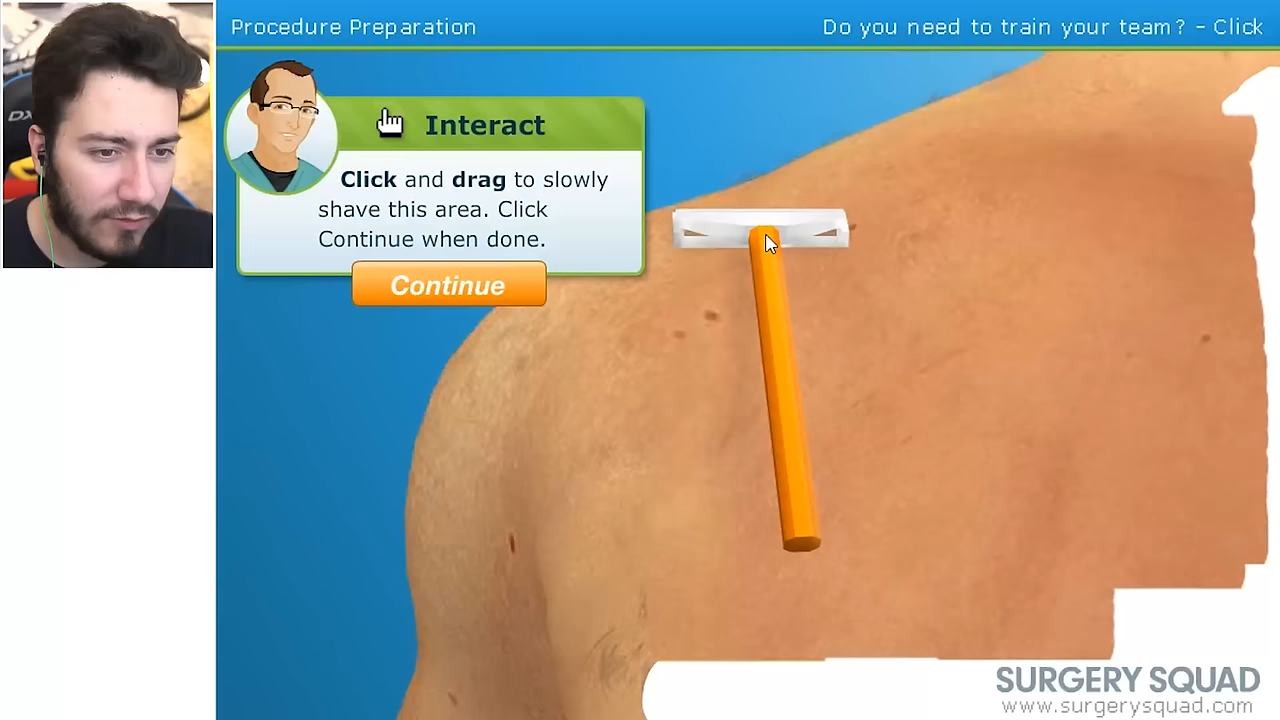 Procedure Preparation
Do you need to train your team? - Click
Interact
Click and drag to slowly
shave this area. Click
Continue when done.
Continue
DX
SURGERY SQUAD
www.surgerysquad.com